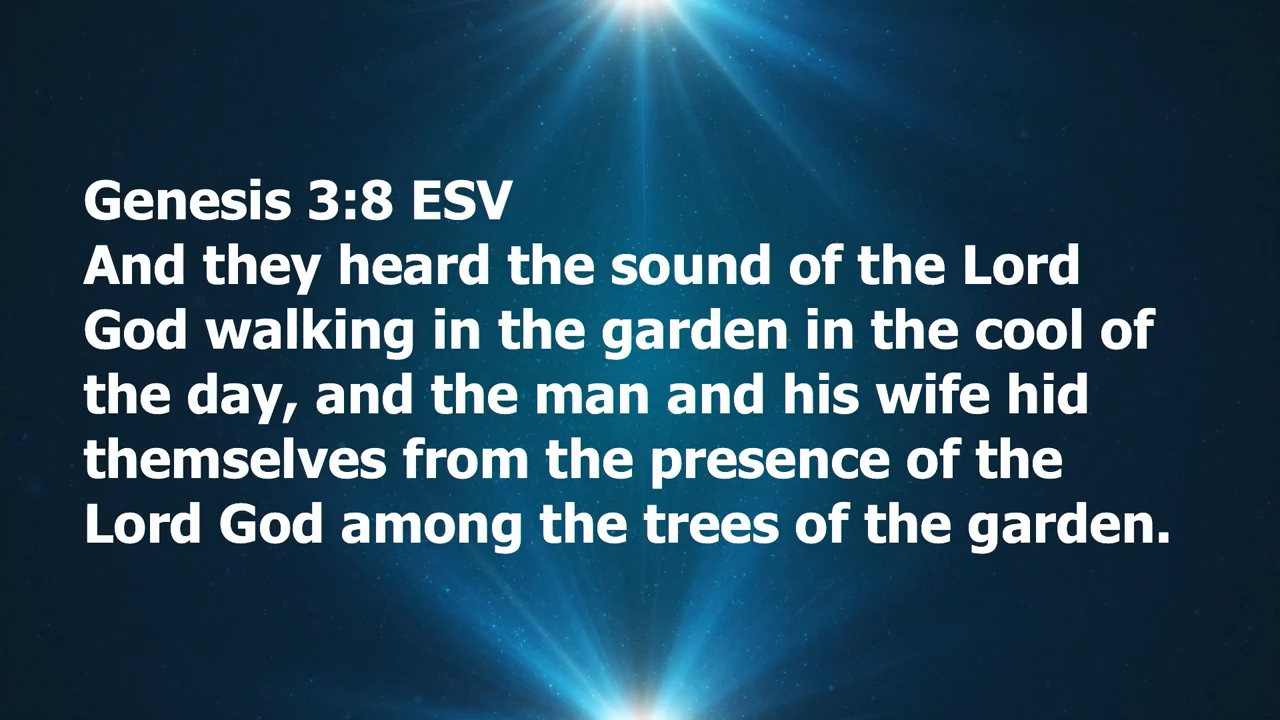 Genesis 3:8 ESV
And they heard the sound of the Lord
God walking in the garden in the cool of
the day, and the man and his wife hid
themselves from the presence of the
Lord God among the trees of the garden.